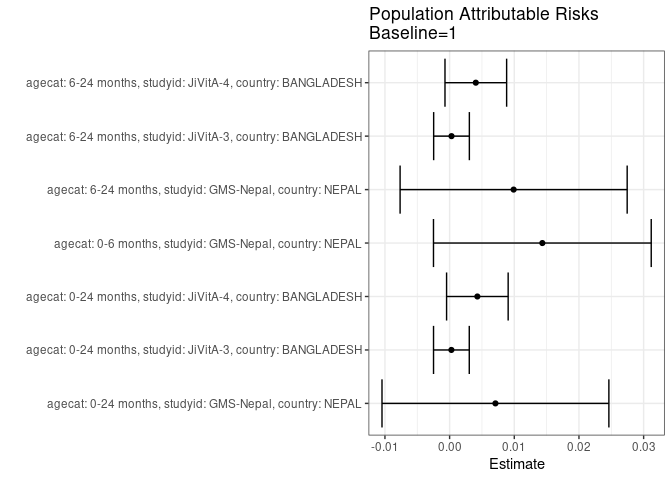 Population Attributable Risks
Baseline=1
agecat: 6-24 months, studyid: JiVitA-4, country: BANGLADESH
agecat: 6-24 months, studyid: JiVitA-3, country: BANGLADESH
agecat: 6-24 months, studyid: GMS-Nepal, country: NEPAL
agecat: 0-6 months, studyid: GMS-Nepal, country: NEPAL
agecat: 0-24 months, studyid: JiVitA-4, country: BANGLADESH
agecat: 0-24 months, studyid: JiVitA-3, country: BANGLADESH
agecat: 0-24 months, studyid: GMS-Nepal, country: NEPAL
-0.01 0.00 0.01 0.02 0.03
Estimate